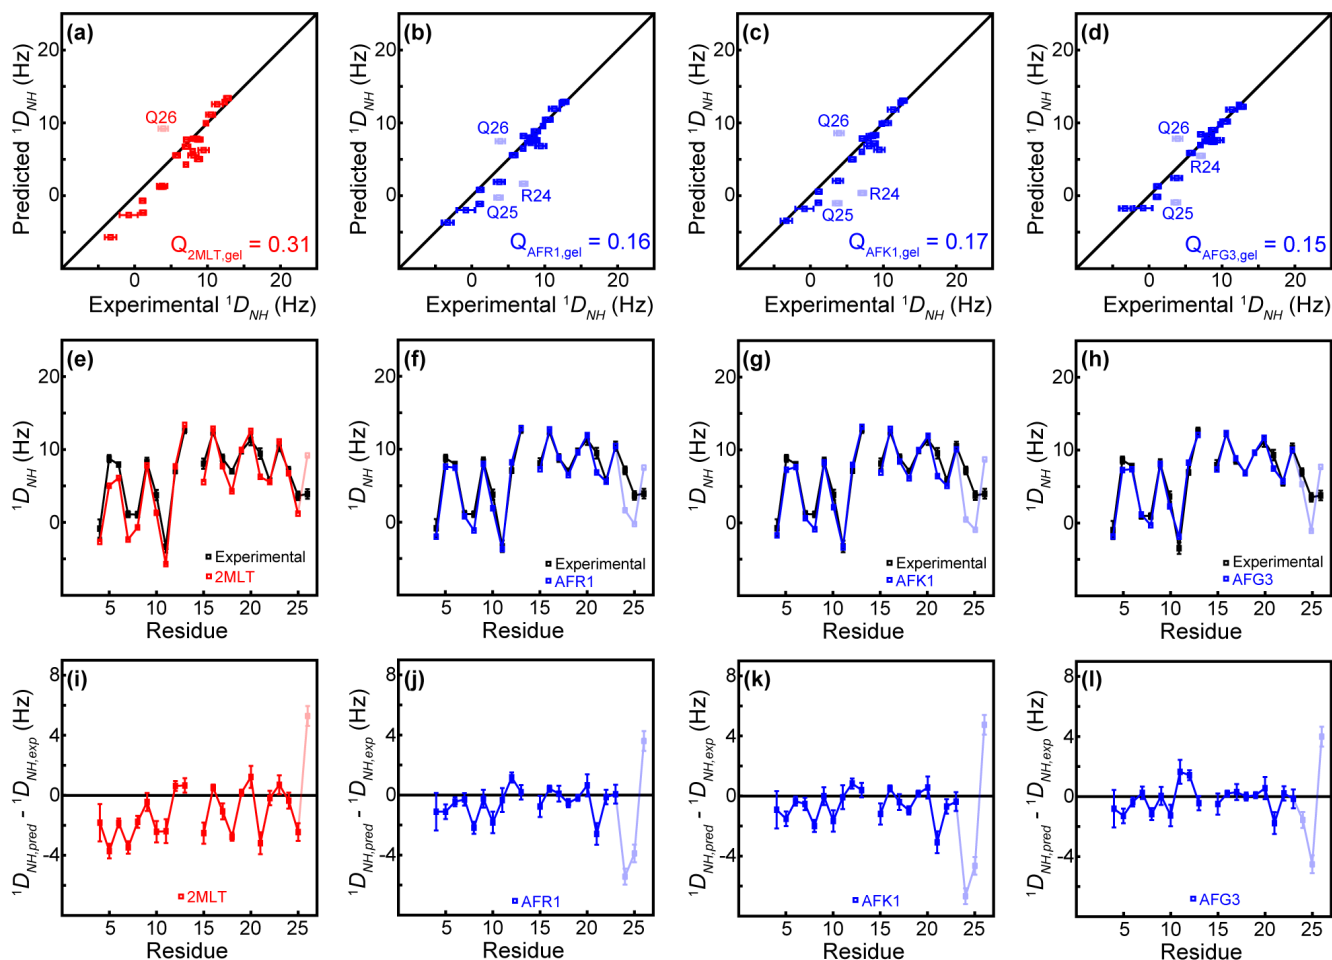 (a)
Predicted ¹D_NH (Hz)
20
10
0
Q26
Q_2MLT,gel = 0.31
0
10
20
Experimental ¹D_NH (Hz)
(b)
Predicted ¹D_NH (Hz)
20
10
0
Q26
R24
Q25
Q_AFR1,gel = 0.16
0
10
20
Experimental ¹D_NH (Hz)
(c)
Predicted ¹D_NH (Hz)
20
10
0
Q26
R24
Q25
Q_AFK1,gel = 0.17
0
10
20
Experimental ¹D_NH (Hz)
(d)
Predicted ¹D_NH (Hz)
20
10
0
Q26
R24
Q25
Q_AFG3,gel = 0.15
0
10
20
Experimental ¹D_NH (Hz)
(e)
¹D_NH (Hz)
20
10
0
Experimental
2MLT
5
10
15
20
25
Residue
(f)
¹D_NH (Hz)
20
10
0
Experimental
AFR1
5
10
15
20
25
Residue
(g)
¹D_NH (Hz)
20
10
0
Experimental
AFK1
5
10
15
20
25
Residue
(h)
¹D_NH (Hz)
20
10
0
Experimental
AFG3
5
10
15
20
25
Residue
(i)
¹D_NH,pred - ¹D_NH,exp (Hz)
8
4
0
-4
2MLT
5
10
15
20
25
Residue
(j)
¹D_NH,pred - ¹D_NH,exp (Hz)
8
4
0
-4
AFR1
5
10
15
20
25
Residue
(k)
¹D_NH,pred - ¹D_NH,exp (Hz)
8
4
0
-4
AFK1
5
10
15
20
25
Residue
(l)
¹D_NH,pred - ¹D_NH,exp (Hz)
8
4
0
-4
AFG3
5
10
15
20
25
Residue